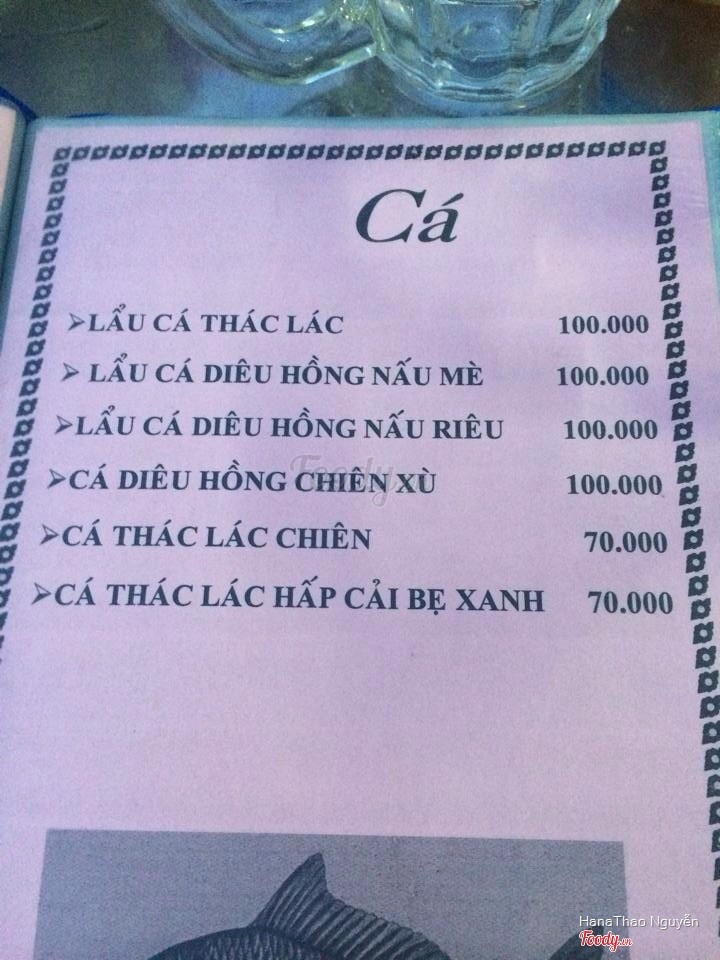 Cá
➢LẨU CÁ THÁC LÁC 100.000
➢ LẨU CÁ DIÊU HỒNG NẤU MÈ 100.000
➢LẨU CÁ DIÊU HỒNG NẤU RIÊU 100.000
➢CÁ DIÊU HỒNG CHIÊN XÙ 100.000
➢CÁ THÁC LÁC CHIÊN 70.000
➢CÁ THÁC LÁC HẤP CẢI BẸ XANH 70.000
Foody.vn
HanaThao Nguyễn
Foody.vn